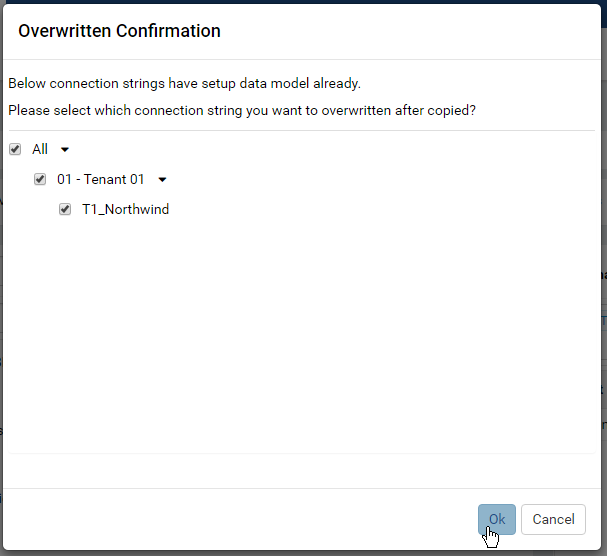 Overwritten Confirmation
Below connection strings have setup data model already.
Please select which connection string you want to overwritten after copied?
All
01 - Tenant 01
T1_Northwind
Ok Cancel